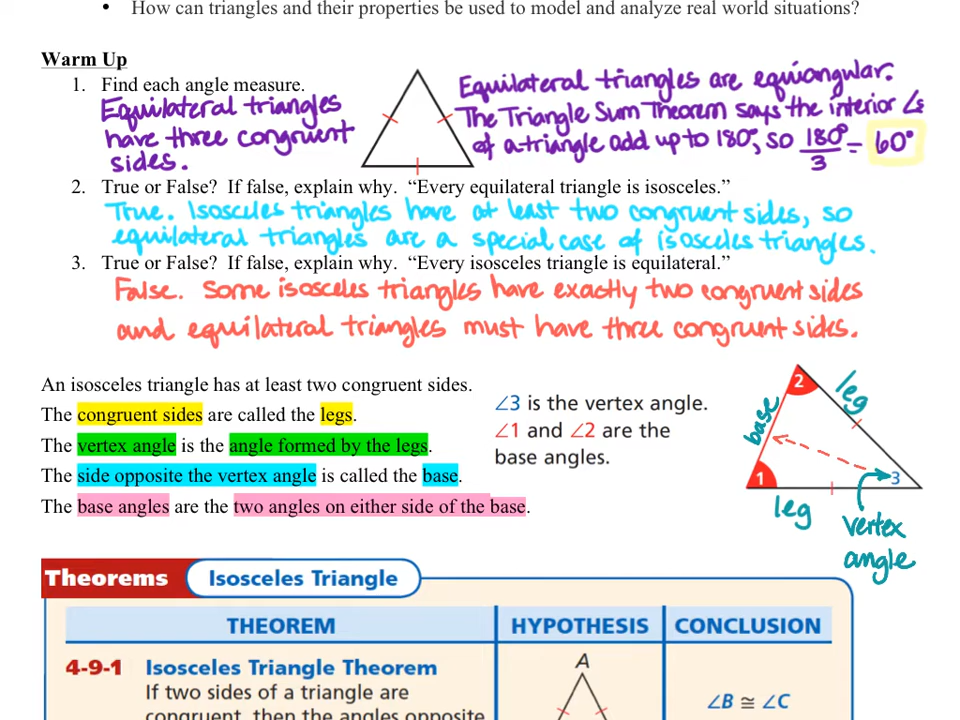 • How can triangles and their properties be used to model and analyze real world situations?
Warm Up
1. Find each angle measure.
Equilateral triangles
have three congruent
sides.
Equilateral triangles are equiangular.
The Triangle Sum Theorem says the interior ∠s
of a triangle add up to 180°, so 180°/3 = 60°
2. True or False? If false, explain why. “Every equilateral triangle is isosceles.”
True. Isosceles triangles have at least two congruent sides, so
equilateral triangles are a special case of isosceles triangles.
3. True or False? If false, explain why. “Every isosceles triangle is equilateral.”
False. Some isosceles triangles have exactly two congruent sides
and equilateral triangles must have three congruent sides.
An isosceles triangle has at least two congruent sides.
The congruent sides are called the legs.
The vertex angle is the angle formed by the legs.
The side opposite the vertex angle is called the base.
The base angles are the two angles on either side of the base.
∠3 is the vertex angle.
∠1 and ∠2 are the
base angles.
2
leg
base
1
3
leg
vertex
angle
Theorems Isosceles Triangle
THEOREM HYPOTHESIS CONCLUSION
4-9-1 Isosceles Triangle Theorem
If two sides of a triangle are
congruent, then the angles opposite
A
∠B ≅ ∠C